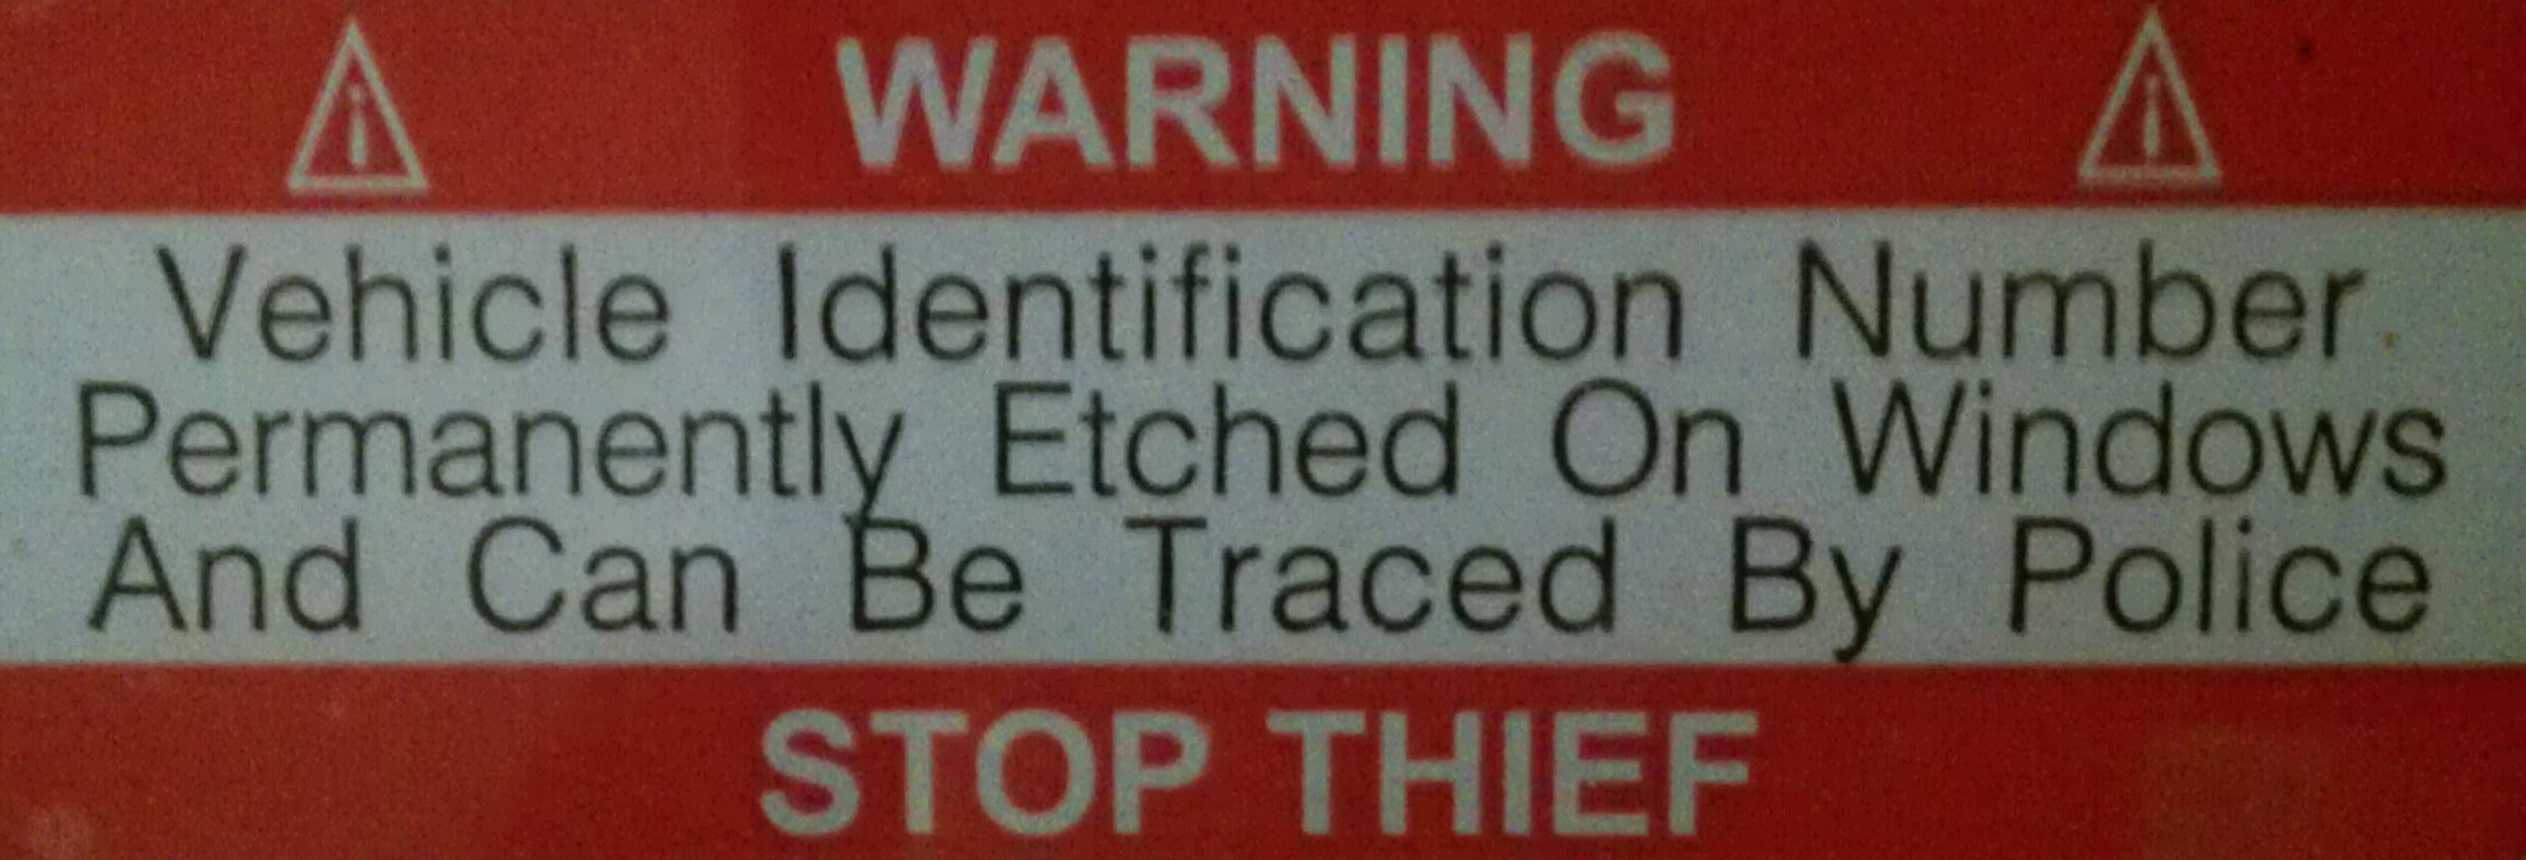 WARNING
Vehicle Identification Number
Permanently Etched On Windows
And Can Be Traced By Police
STOP THIEF